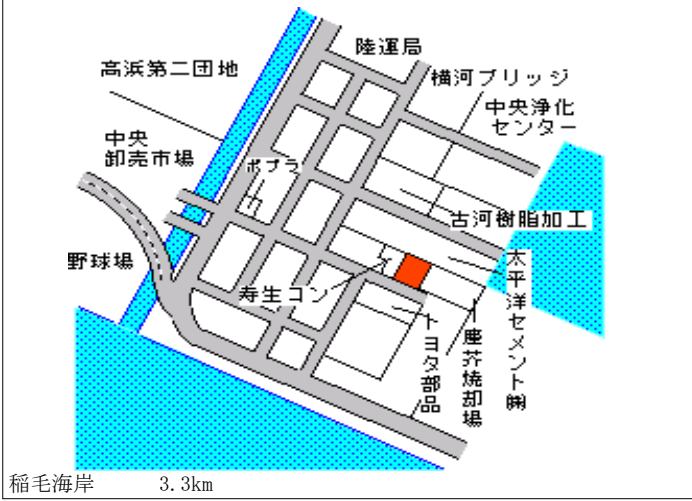 陸運局
高浜第二団地
横河ブリッジ
中央浄化
センター
中央
卸売市場
ポプラ
古河樹脂加工
野球場
寿生コン
太平洋セメント㈱
トヨタ部品
塵芥焼却場
稲毛海岸 3.3km